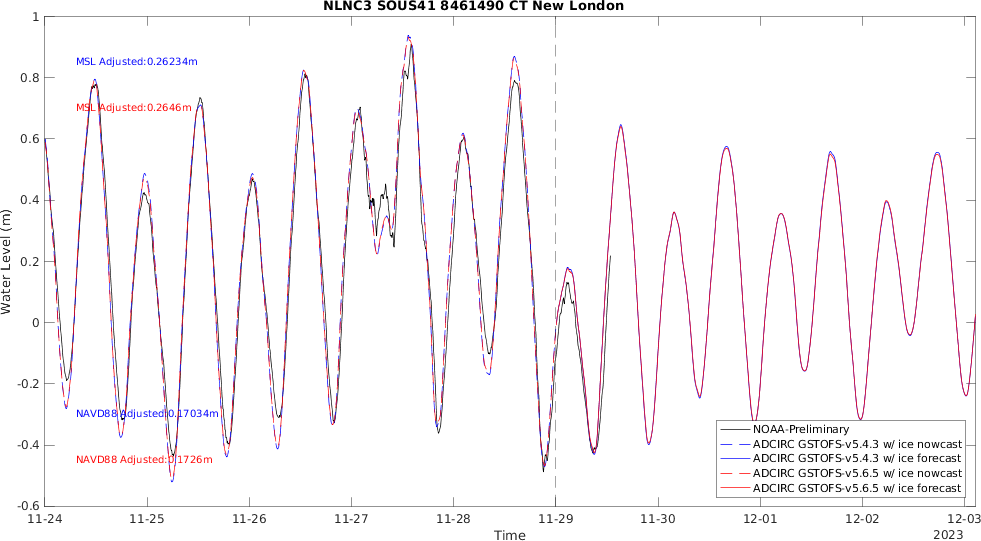 NLNC3 SOUS41 8461490 CT New London
1
0.8
0.6
0.4
0.2
0
-0.2
-0.4
-0.6
Water Level (m)
MSL Adjusted:0.26234m
MSL Adjusted:0.2646m
NAVD88 Adjusted:0.17034m
NAVD88 Adjusted:0.1726m
NOAA-Preliminary
ADCIRC GSTOFS-v5.4.3 w/ ice nowcast
ADCIRC GSTOFS-v5.4.3 w/ ice forecast
ADCIRC GSTOFS-v5.6.5 w/ ice nowcast
ADCIRC GSTOFS-v5.6.5 w/ ice forecast
11-24 11-25 11-26 11-27 11-28 11-29 11-30 12-01 12-02 12-03
Time
2023